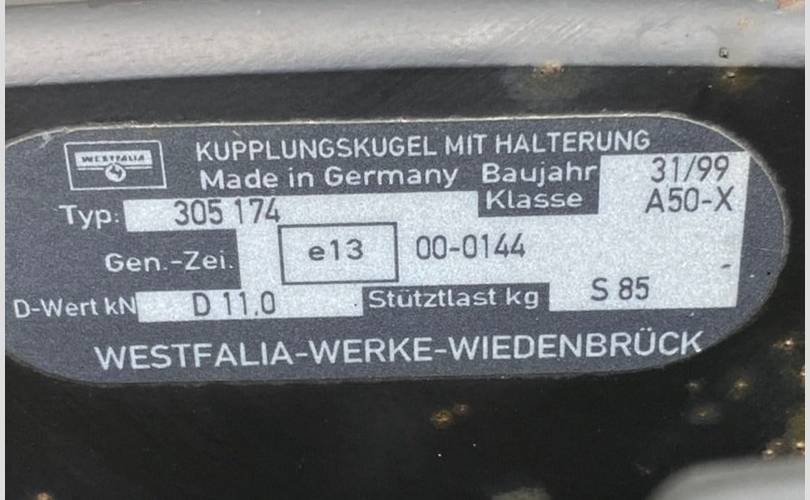 WESTFALIA
KUPPLUNGSKUGEL MIT HALTERUNG
Made in Germany Baujahr 31/99
Klasse A50-X
Typ: 305 174
Gen.-Zei. e13 00-0144
D-Wert kN D 11,0 Stütztlast kg S 85
WESTFALIA-WERKE-WIEDENBRÜCK